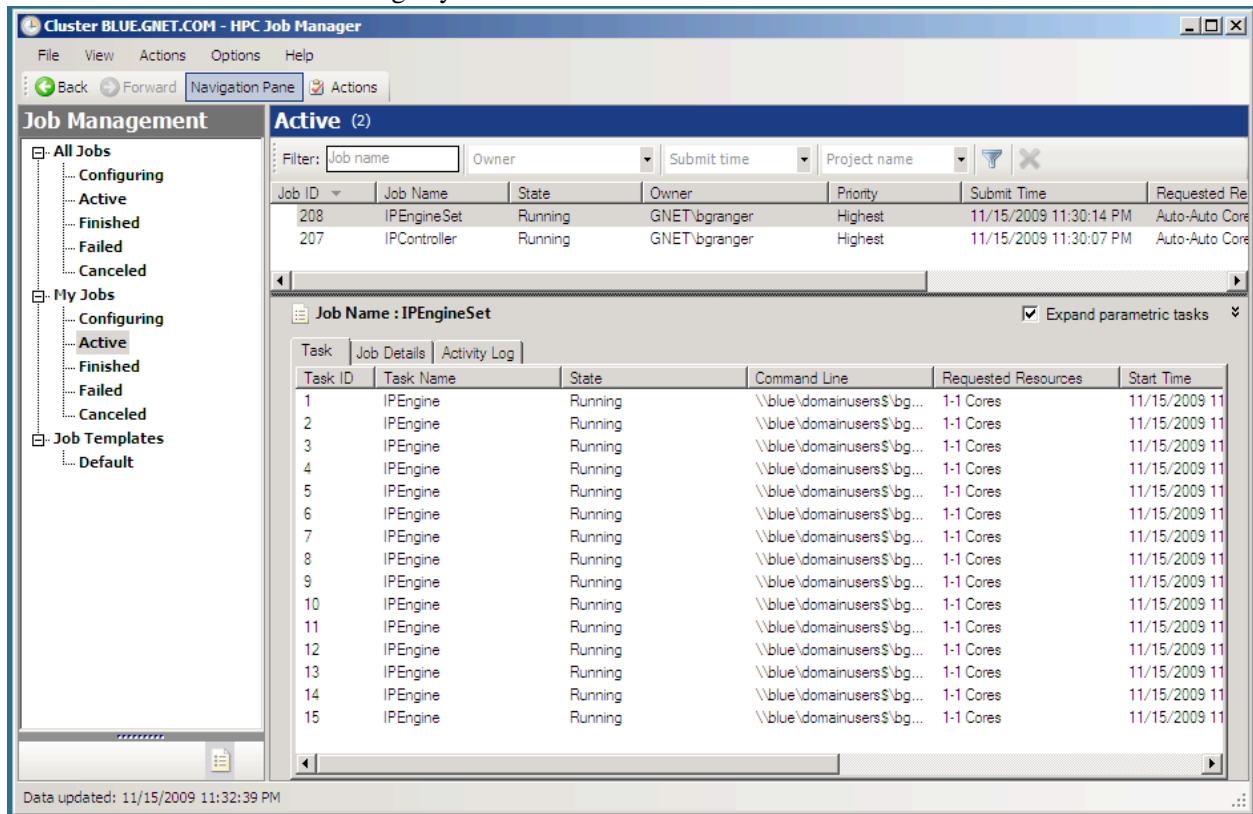 Cluster BLUE.GNET.COM - HPC Job Manager
File View Actions Options Help
Back Forward Navigation Pane Actions
Job Management
All Jobs
Configuring
Active
Finished
Failed
Canceled
My Jobs
Configuring
Active
Finished
Failed
Canceled
Job Templates
Default
Active (2)
Filter: Job name Owner Submit time Project name
Job ID Job Name State Owner Priority Submit Time Requested Re
208 IPEngineSet Running GNET\bgranger Highest 11/15/2009 11:30:14 PM Auto-Auto Core
207 IPController Running GNET\bgranger Highest 11/15/2009 11:30:07 PM Auto-Auto Core
Job Name : IPEngineSet Expand parametric tasks
Task Job Details Activity Log
Task ID Task Name State Command Line Requested Resources Start Time
1 IPEngine Running \\blue\domainusers$\bg... 1-1 Cores 11/15/2009 11
2 IPEngine Running \\blue\domainusers$\bg... 1-1 Cores 11/15/2009 11
3 IPEngine Running \\blue\domainusers$\bg... 1-1 Cores 11/15/2009 11
4 IPEngine Running \\blue\domainusers$\bg... 1-1 Cores 11/15/2009 11
5 IPEngine Running \\blue\domainusers$\bg... 1-1 Cores 11/15/2009 11
6 IPEngine Running \\blue\domainusers$\bg... 1-1 Cores 11/15/2009 11
7 IPEngine Running \\blue\domainusers$\bg... 1-1 Cores 11/15/2009 11
8 IPEngine Running \\blue\domainusers$\bg... 1-1 Cores 11/15/2009 11
9 IPEngine Running \\blue\domainusers$\bg... 1-1 Cores 11/15/2009 11
10 IPEngine Running \\blue\domainusers$\bg... 1-1 Cores 11/15/2009 11
11 IPEngine Running \\blue\domainusers$\bg... 1-1 Cores 11/15/2009 11
12 IPEngine Running \\blue\domainusers$\bg... 1-1 Cores 11/15/2009 11
13 IPEngine Running \\blue\domainusers$\bg... 1-1 Cores 11/15/2009 11
14 IPEngine Running \\blue\domainusers$\bg... 1-1 Cores 11/15/2009 11
15 IPEngine Running \\blue\domainusers$\bg... 1-1 Cores 11/15/2009 11
Data updated: 11/15/2009 11:32:39 PM